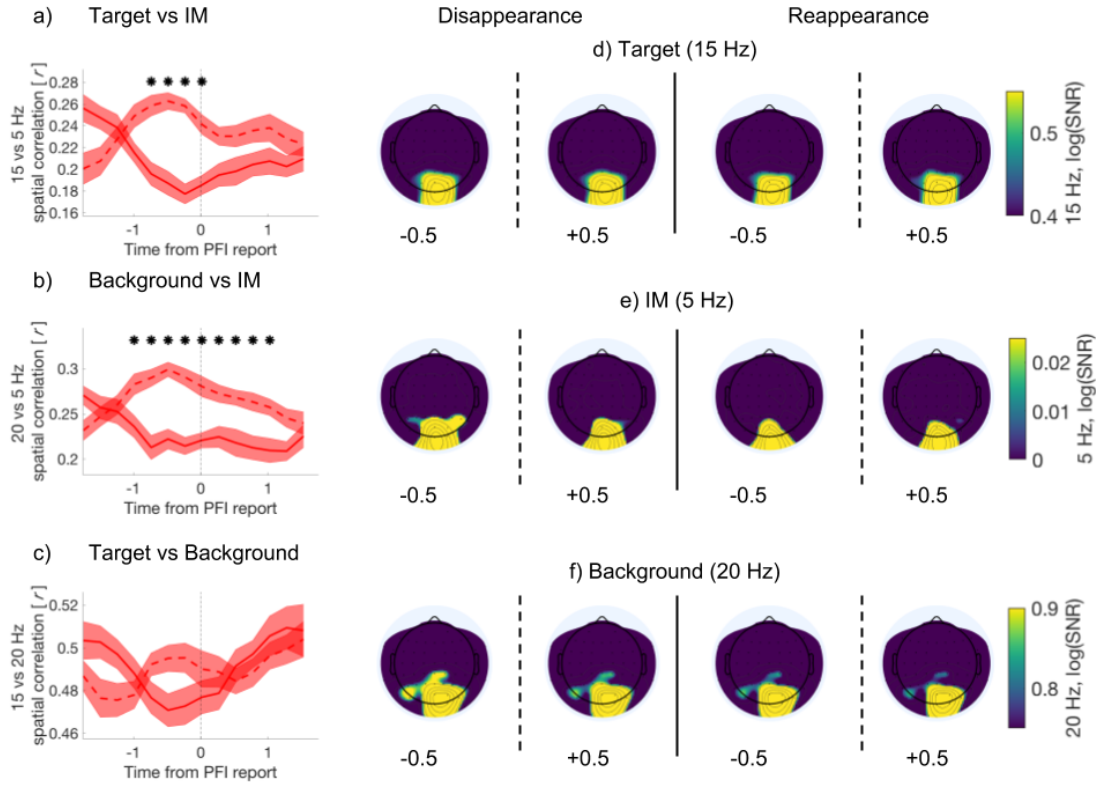 a) Target vs IM
Disappearance
Reappearance
d) Target (15 Hz)
15 vs 5 Hz
spatial correlation [ r ]
0.28
0.26
0.24
0.22
0.2
0.18
0.16
-1 0 1
Time from PFI report
-0.5 +0.5 -0.5 +0.5
0.5
0.4
15 Hz, log(SNR)
b) Background vs IM
e) IM (5 Hz)
20 vs 5 Hz
spatial correlation [ r ]
0.3
0.25
0.2
-1 0 1
Time from PFI report
-0.5 +0.5 -0.5 +0.5
0.02
0.01
0
5 Hz, log(SNR)
c) Target vs Background
f) Background (20 Hz)
15 vs 20 Hz
spatial correlation [ r ]
0.52
0.5
0.48
0.46
-1 0 1
Time from PFI report
-0.5 +0.5 -0.5 +0.5
0.9
0.8
20 Hz, log(SNR)